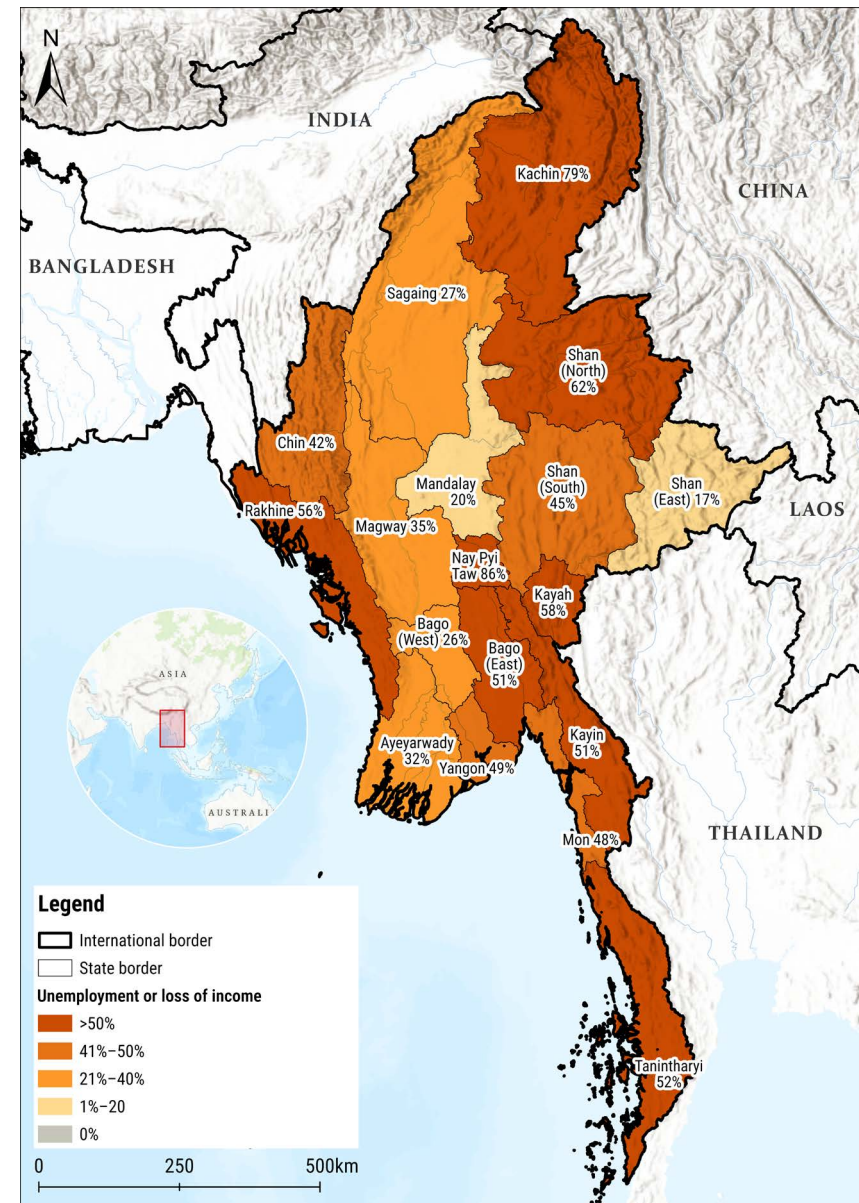 N
INDIA
CHINA
BANGLADESH
LAOS
THAILAND
Kachin 79%
Sagaing 27%
Shan
(North)
62%
Chin 42%
Mandalay
20%
Shan
(South)
45%
Shan
(East) 17%
Rakhine 56%
Magway 35%
Nay Pyi
Taw 86%
Kayah
58%
Bago
(West) 26%
Bago
(East)
51%
Ayeyarwady
32%
Yangon 49%
Kayin
51%
Mon 48%
Tanintharyi
52%
ASIA
AUSTRALI
Legend
International border
State border
Unemployment or loss of income
>50%
41%–50%
21%–40%
1%–20
0%
0 250 500km